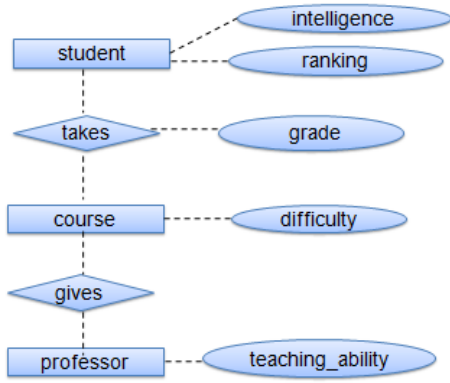 intelligence
student
ranking
takes
grade
course
difficulty
gives
professor
teaching_ability